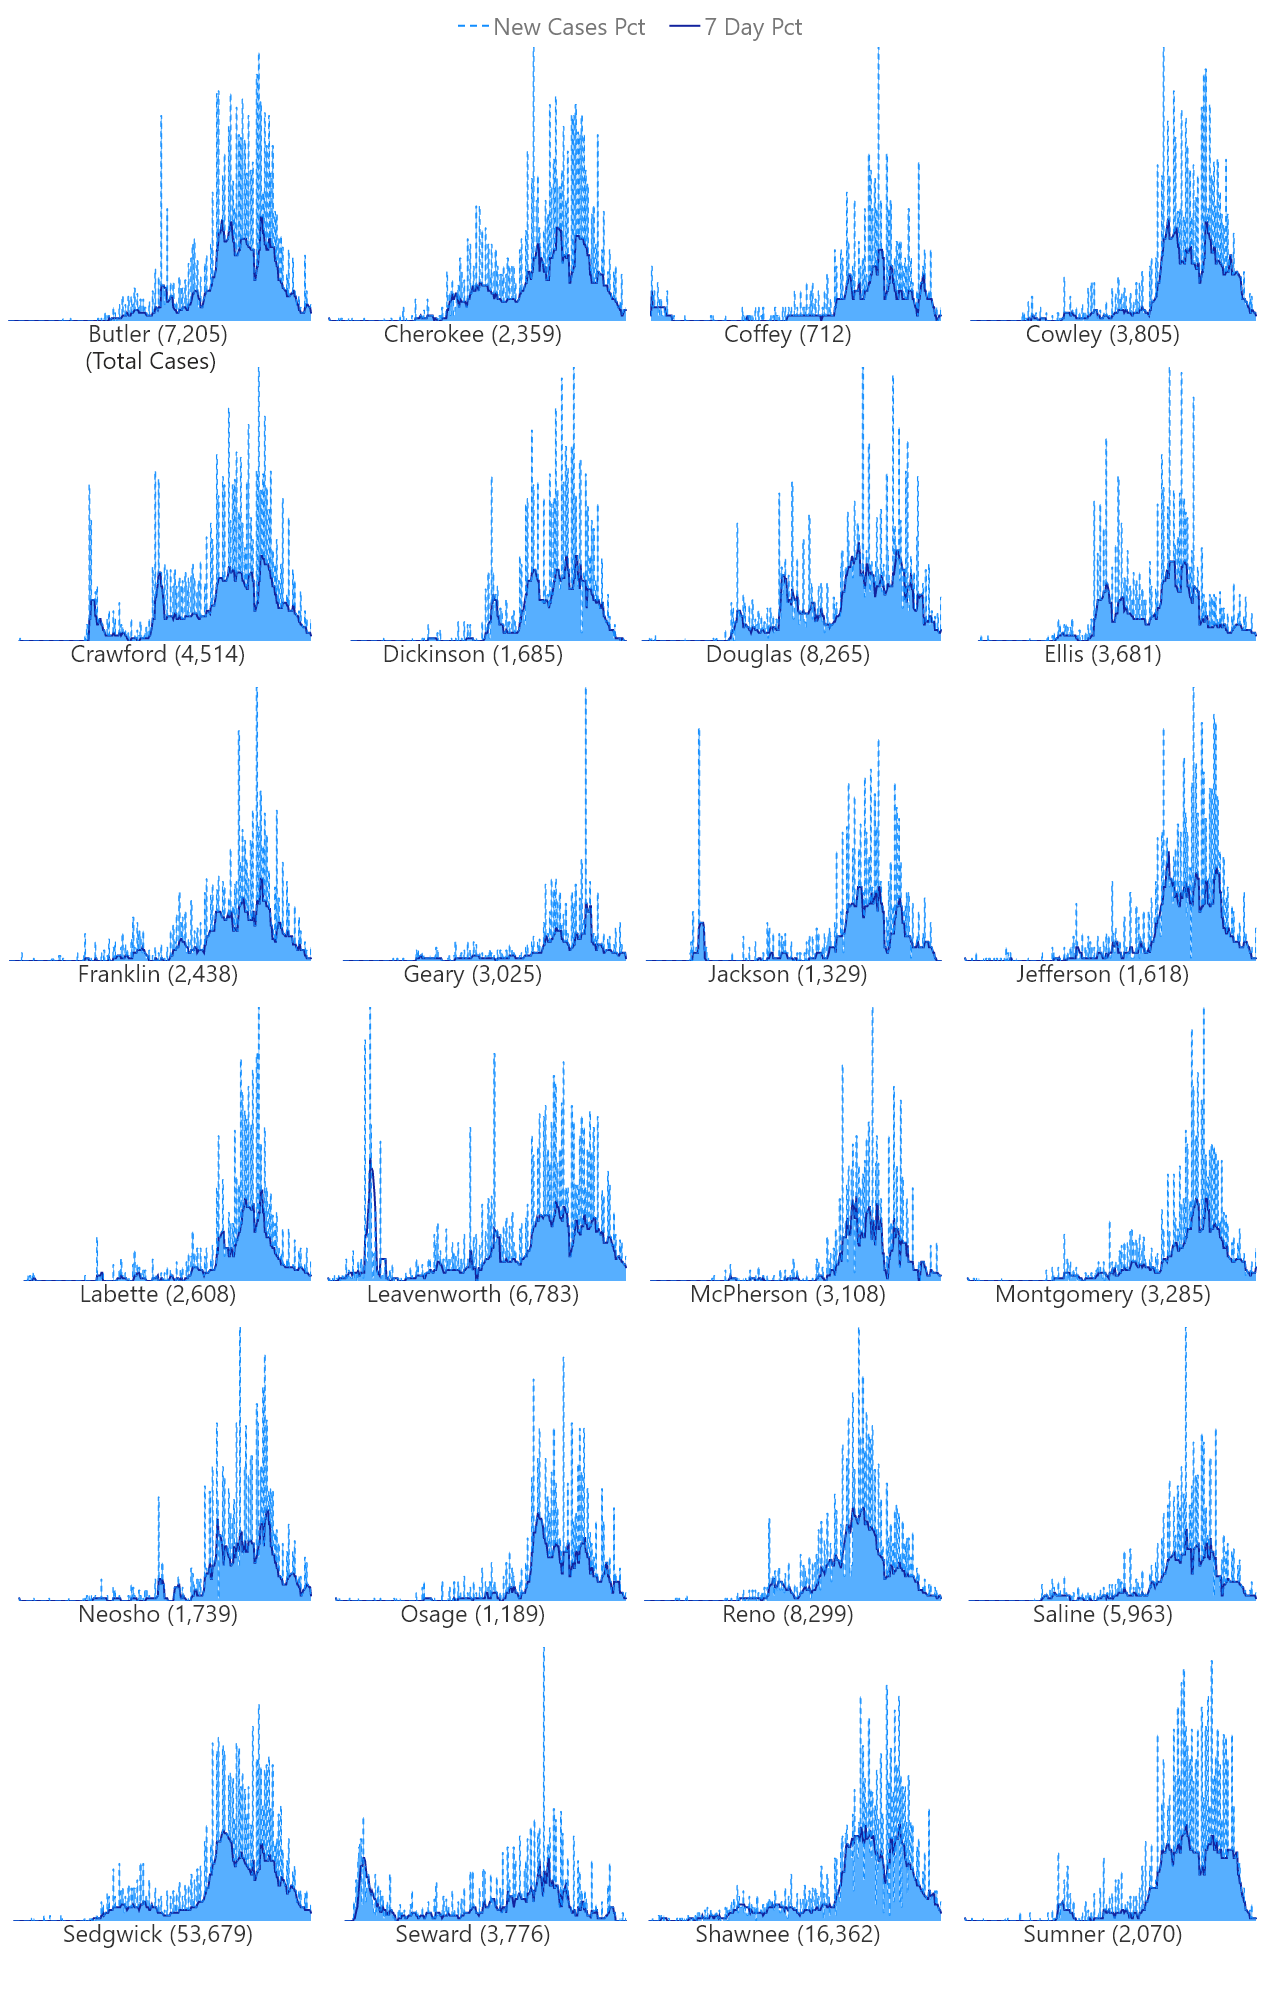 New Cases Pct 7 Day Pct
Butler (7,205) Cherokee (2,359) Coffey (712) Cowley (3,805)
(Total Cases)
Crawford (4,514) Dickinson (1,685) Douglas (8,265) Ellis (3,681)
Franklin (2,438) Geary (3,025) Jackson (1,329) Jefferson (1,618)
Labette (2,608) Leavenworth (6,783) McPherson (3,108) Montgomery (3,285)
Neosho (1,739) Osage (1,189) Reno (8,299) Saline (5,963)
Sedgwick (53,679) Seward (3,776) Shawnee (16,362) Sumner (2,070)